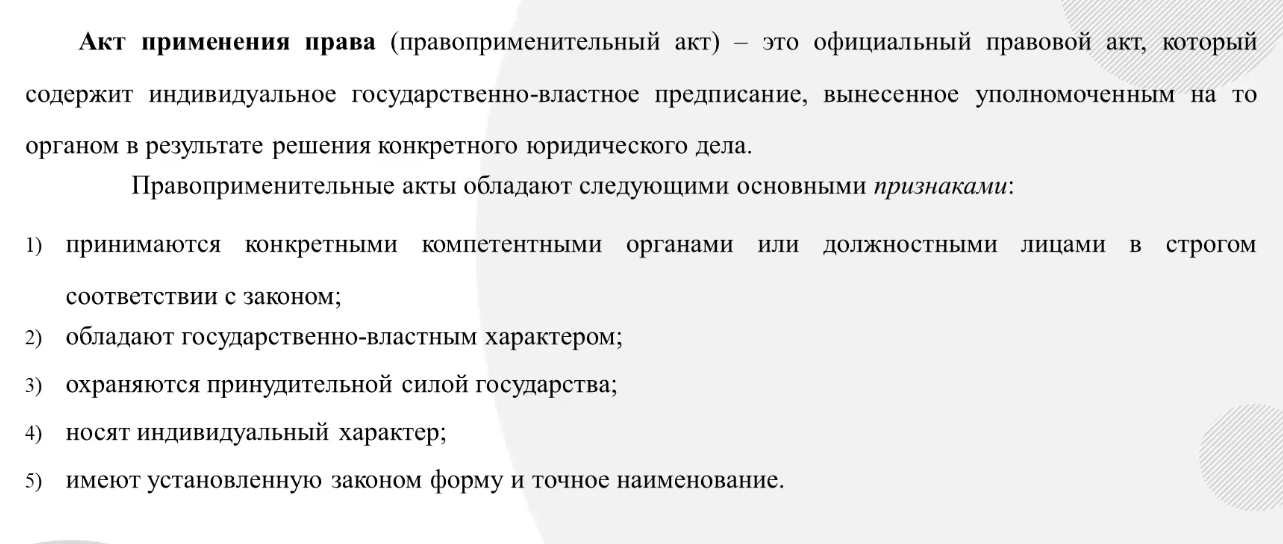 Акт применения права (правоприменительный акт) – это официальный правовой акт, который
содержит индивидуальное государственно-властное предписание, вынесенное уполномоченным на то
органом в результате решения конкретного юридического дела.
Правоприменительные акты обладают следующими основными признаками:
1) принимаются конкретными компетентными органами или должностными лицами в строгом
соответствии с законом;
2) обладают государственно-властным характером;
3) охраняются принудительной силой государства;
4) носят индивидуальный характер;
5) имеют установленную законом форму и точное наименование.